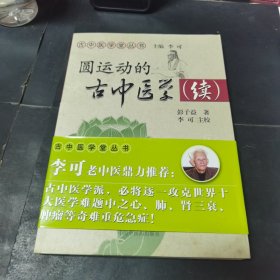 古中医学堂丛书
主编 李可
圆运动的
古中医学
(续)
彭子益 著
李可 主校
古中医学堂丛书
李可老中医鼎力推荐：
古中医学派，必将逐一攻克世界十
大医学难题中之心、肺、肾三衰、
肿瘤等奇难重危急症！